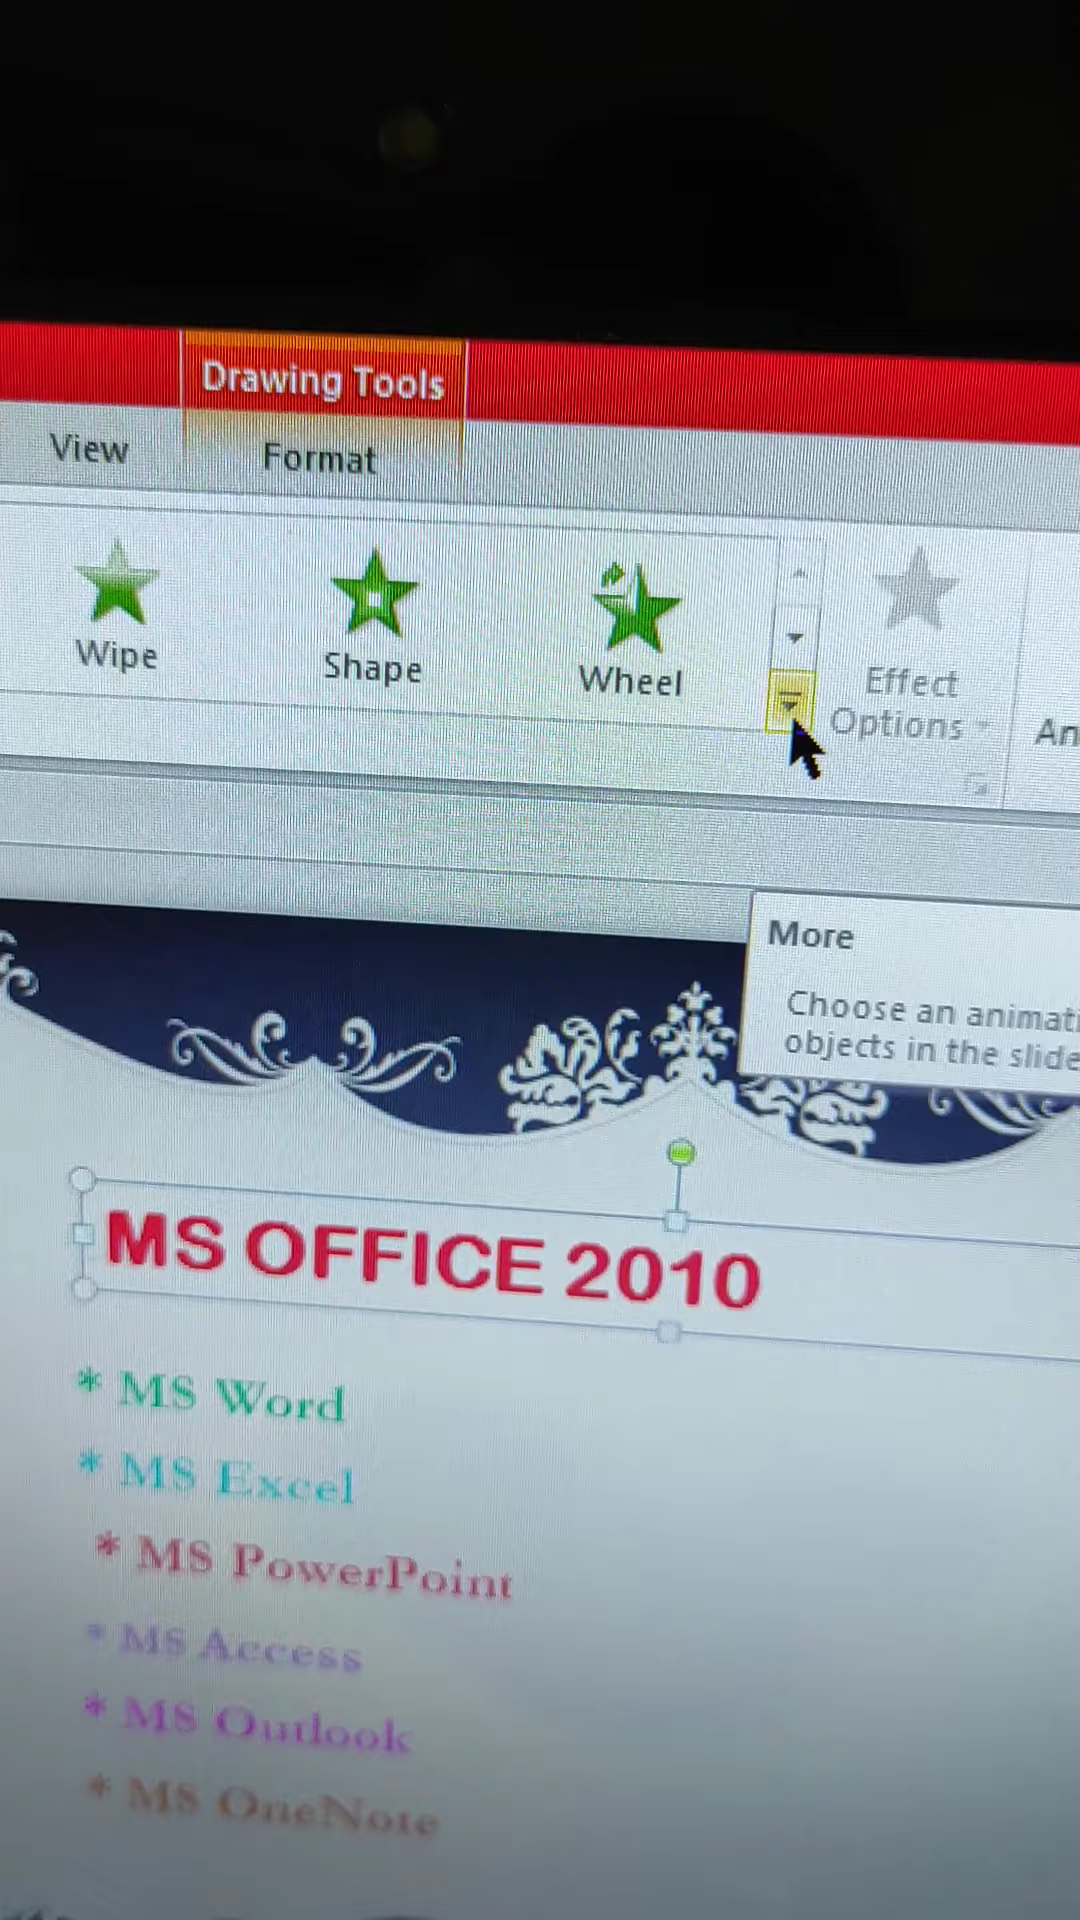 Drawing Tools
View Format
Wipe Shape Wheel Effect
Options
More
Choose an
objects in the slide
MS OFFICE 2010
* MS Word
* MS Excel
* MS PowerPoint
* MS Access
* MS Outlook
* MS OneNote